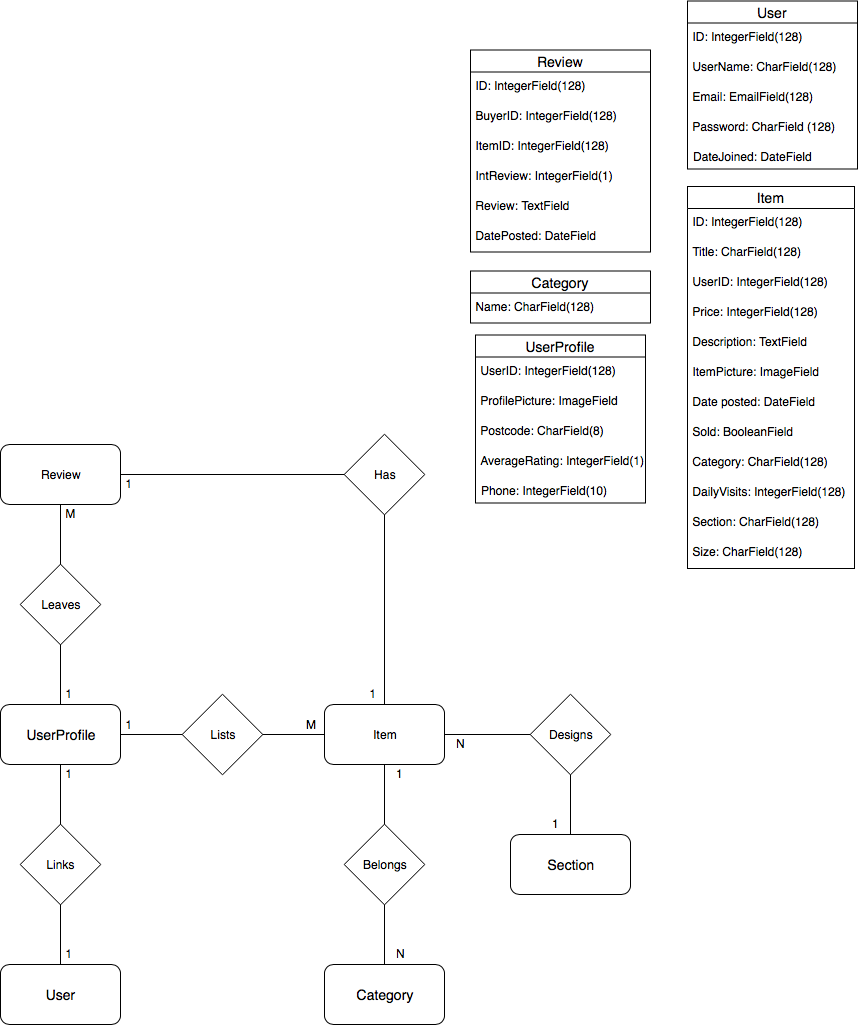 User
ID: IntegerField(128)
UserName: CharField(128)
Email: EmailField(128)
Password: CharField (128)
DateJoined: DateField
Review
ID: IntegerField(128)
BuyerID: IntegerField(128)
ItemID: IntegerField(128)
IntReview: IntegerField(1)
Review: TextField
DatePosted: DateField
Item
ID: IntegerField(128)
Title: CharField(128)
UserID: IntegerField(128)
Price: IntegerField(128)
Description: TextField
ItemPicture: ImageField
Date posted: DateField
Sold: BooleanField
Category: CharField(128)
DailyVisits: IntegerField(128)
Section: CharField(128)
Size: CharField(128)
Category
Name: CharField(128)
UserProfile
UserID: IntegerField(128)
ProfilePicture: ImageField
Postcode: CharField(8)
AverageRating: IntegerField(1)
Phone: IntegerField(10)
Review
1
Has
M
Leaves
1
1
UserProfile
1
Lists
M
Item
N
Designs
1
1
1
Section
Links
Belongs
1
N
User
Category